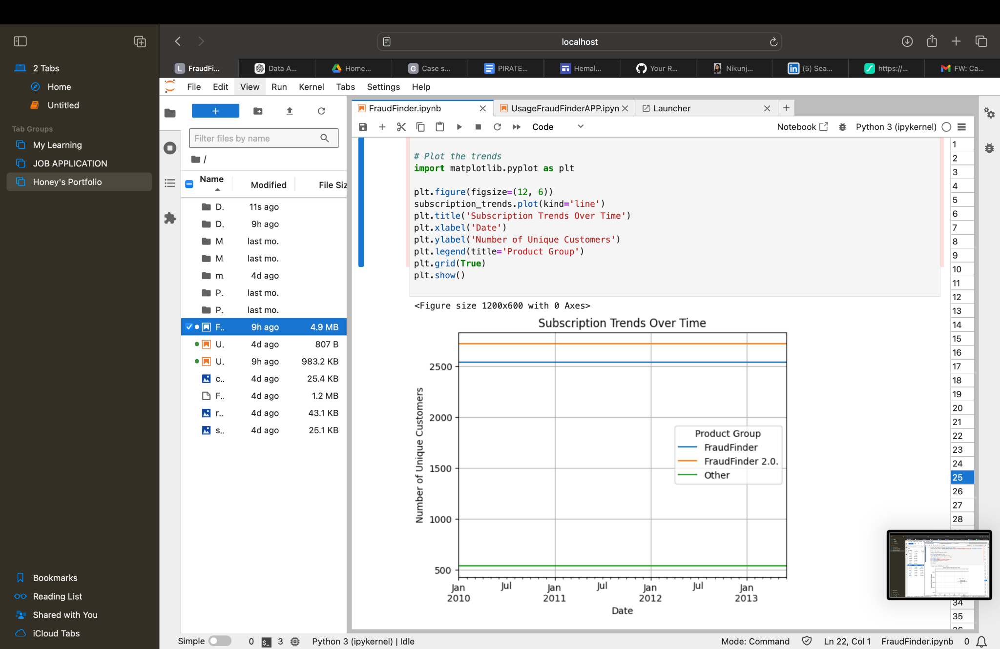 localhost
2 Tabs
Home
Untitled
Tab Groups
My Learning
JOB APPLICATION
Honey's Portfolio
Bookmarks
Reading List
Shared with You
iCloud Tabs
L FraudFi... Data A... Home... G Case s... PIRATE... Hemal... Your R... Nikunj... in (5) Sea... https://... FW: Ca...
File Edit View Run Kernel Tabs Settings Help
+
Filter files by name
/
Name Modified File Siz
D. 11s ago
D. 9h ago
M. last mo.
M. last mo.
m. 4d ago
P.. last mo.
P.. last mo.
F.. 9h ago 4.9 MB
U. 4d ago 807 B
U. 9h ago 983.2 KB
c.. 4d ago 25.4 KB
F.. 4d ago 1.2 MB
r... 4d ago 43.1 KB
s.. 4d ago 25.1 KB
FraudFinder.ipynb UsageFraudFinderAPP.ipyn Launcher
Code Notebook Python 3 (ipykernel)
# Plot the trends
import matplotlib.pyplot as plt
plt.figure(figsize=(12, 6))
subscription_trends.plot(kind='line')
plt.title('Subscription Trends Over Time')
plt.xlabel('Date')
plt.ylabel('Number of Unique Customers')
plt.legend(title='Product Group')
plt.grid(True)
plt.show()
<Figure size 1200x600 with 0 Axes>
Subscription Trends Over Time
Number of Unique Customers
2500
2000
1500
1000
500
Product Group
FraudFinder
FraudFinder 2.0.
Other
Jan Jul Jan Jul Jan Jul Jan
2010 2011 2012 2013
Date
1
2
3
4
5
6
7
8
9
10
11
12
13
14
15
16
17
18
19
20
21
22
23
24
25
26
27
28
34
35
Simple 0 $_ 3 Python 3 (ipykernel) | Idle Mode: Command Ln 22, Col 1 FraudFinder.ipynb 0